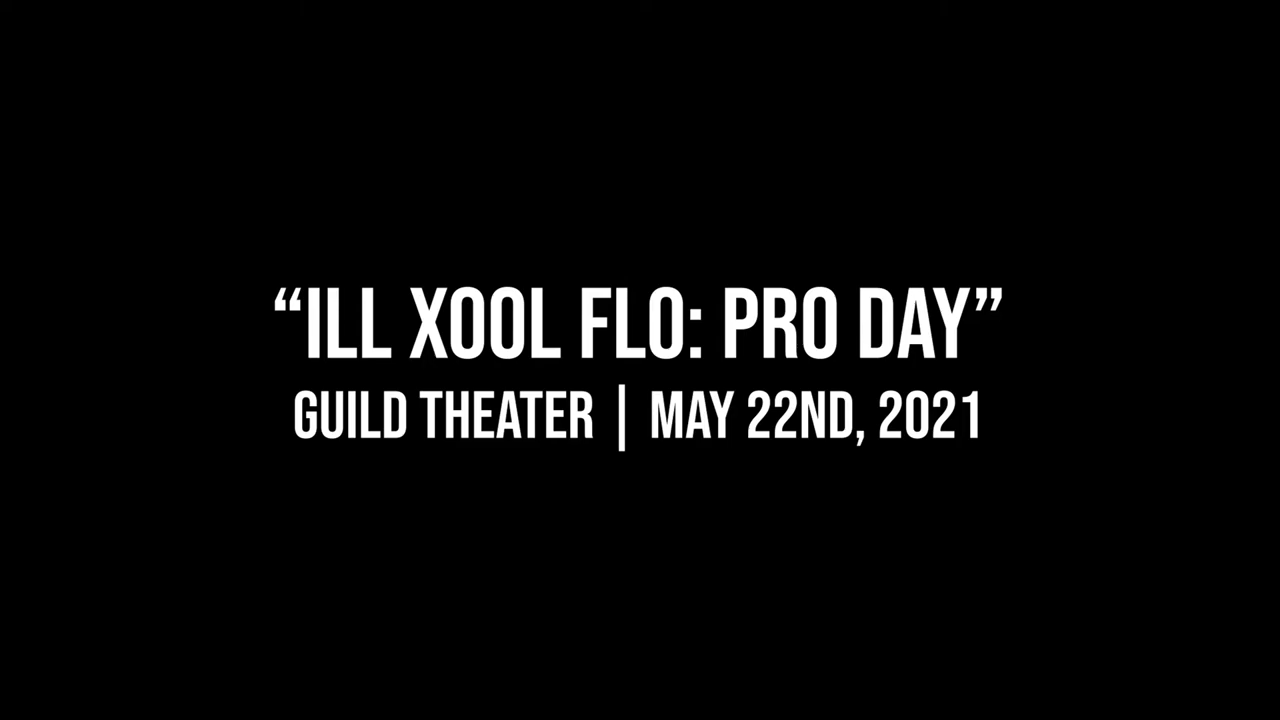 “ILL XOOL FLO: PRO DAY”
GUILD THEATER | MAY 22ND, 2021